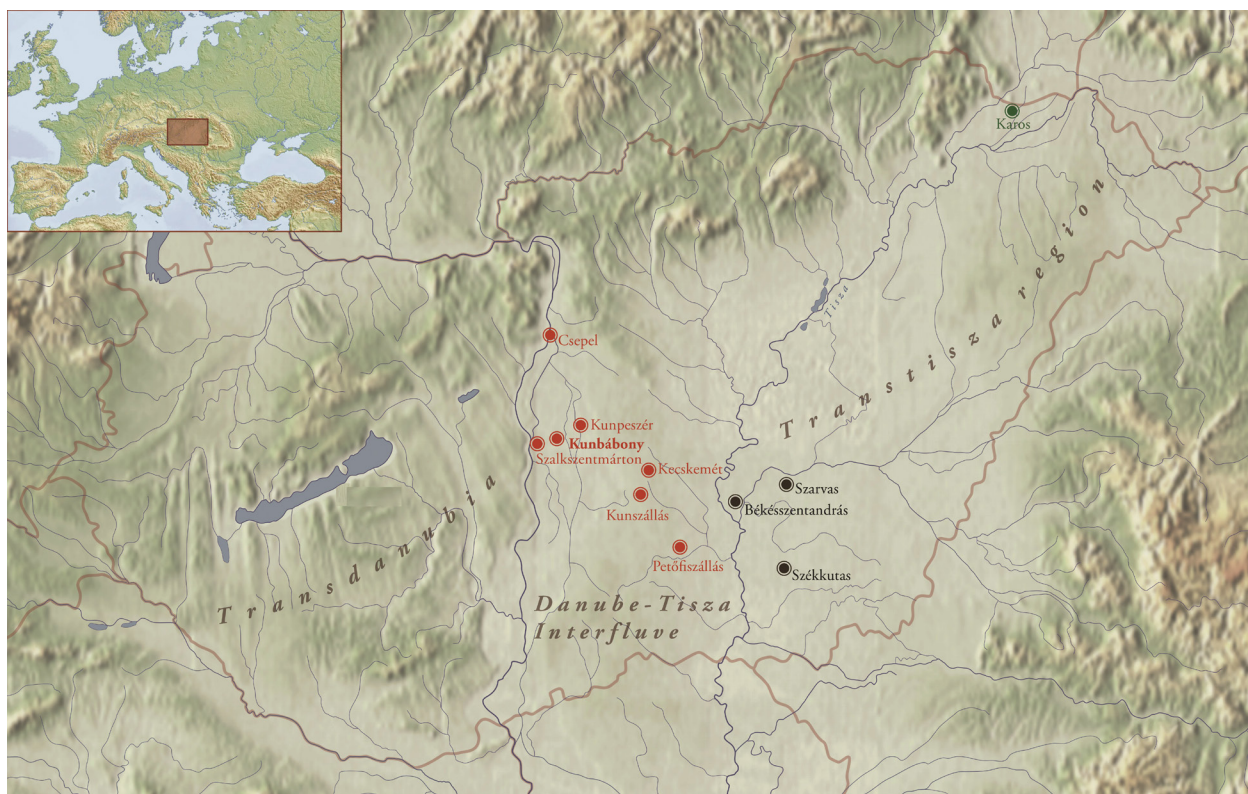 Karos
Tisza
Transtisza region
Csepel
Kunpeszér
Kunbábony
Szalkszentmárton
Kecskemét
Szarvas
Békésszentandrás
Kunszállás
Petőfiszállás
Székkutas
Transdanubia
Danube-Tisza
Interfluve